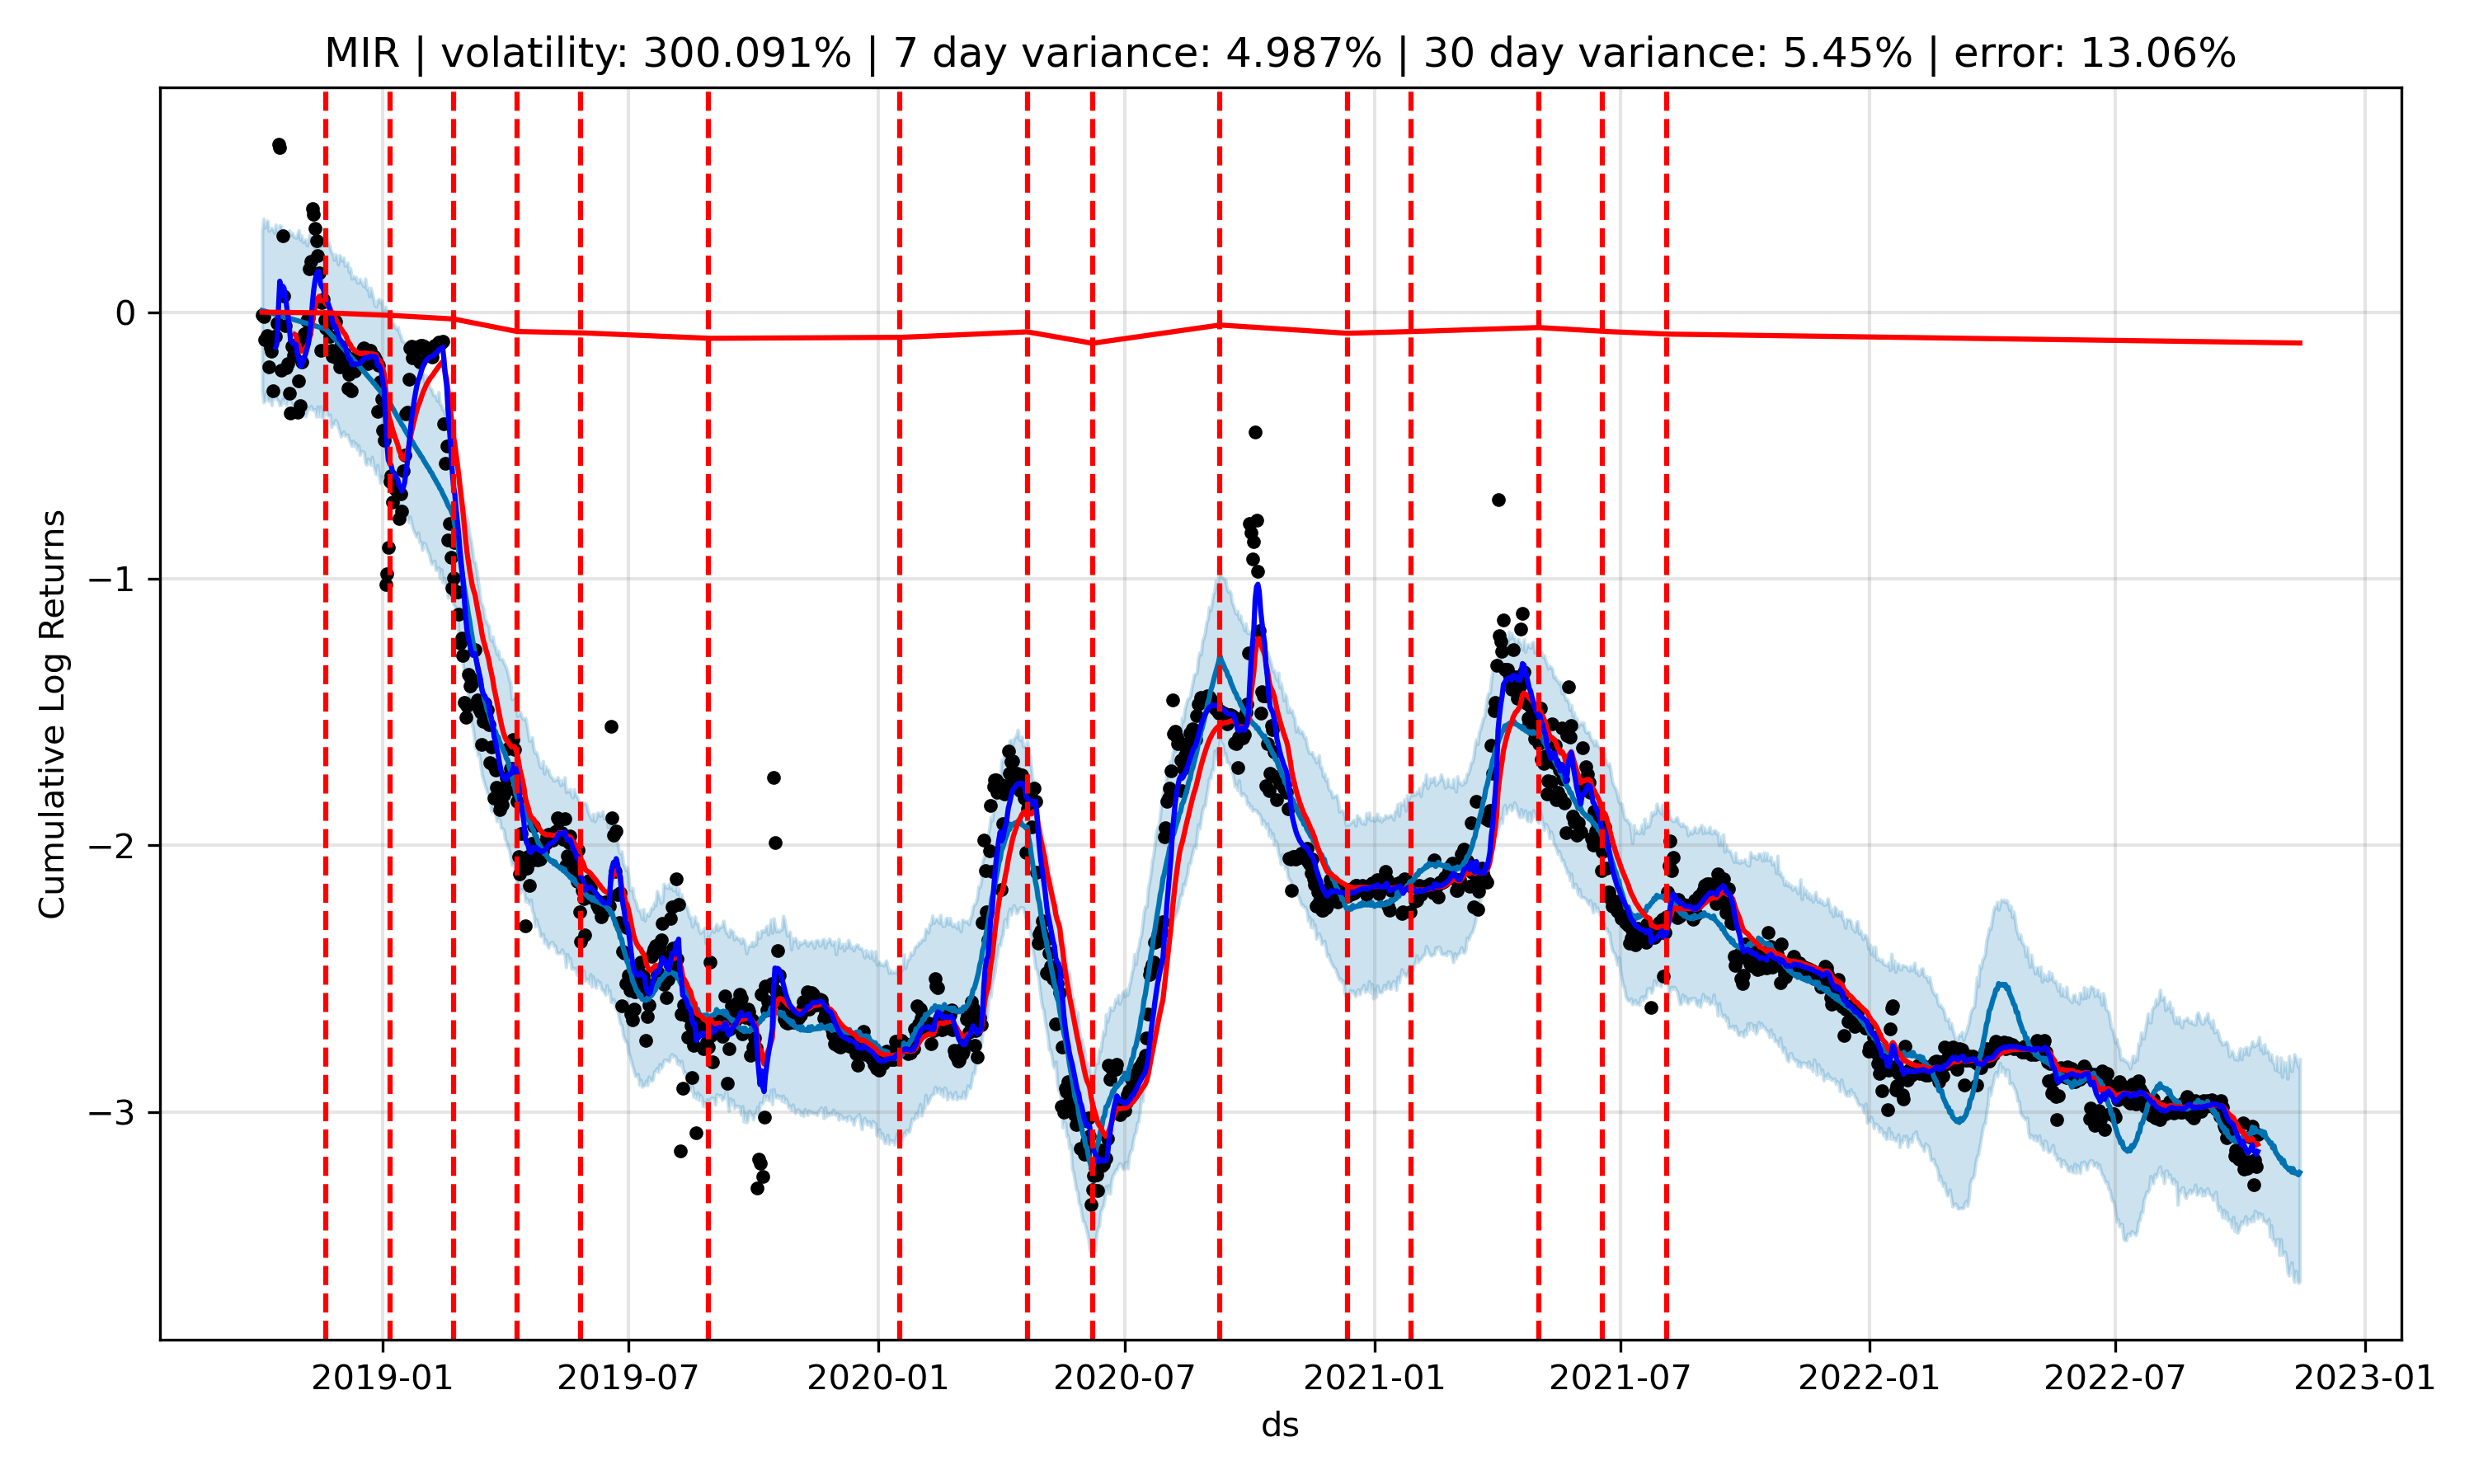 MIR | volatility: 300.091% | 7 day variance: 4.987% | 30 day variance: 5.45% | error: 13.06%
Cumulative Log Returns
0
−1
−2
−3
2019-01 2019-07 2020-01 2020-07 2021-01 2021-07 2022-01 2022-07 2023-01
ds